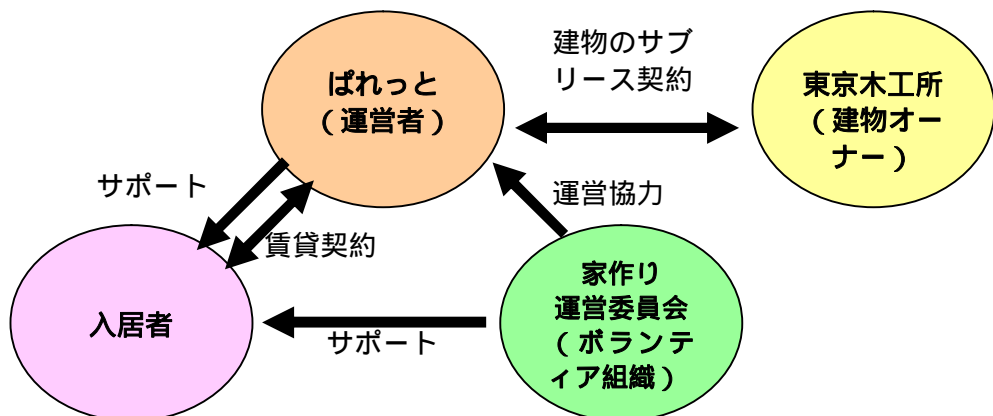 建物のサブ
リース契約
ぱれっと
（運営者）
東京木工所
（建物オー
ナー）
サポート
運営協力
賃貸契約
家作り
運営委員会
（ボランテ
ィア組織）
入居者
サポート